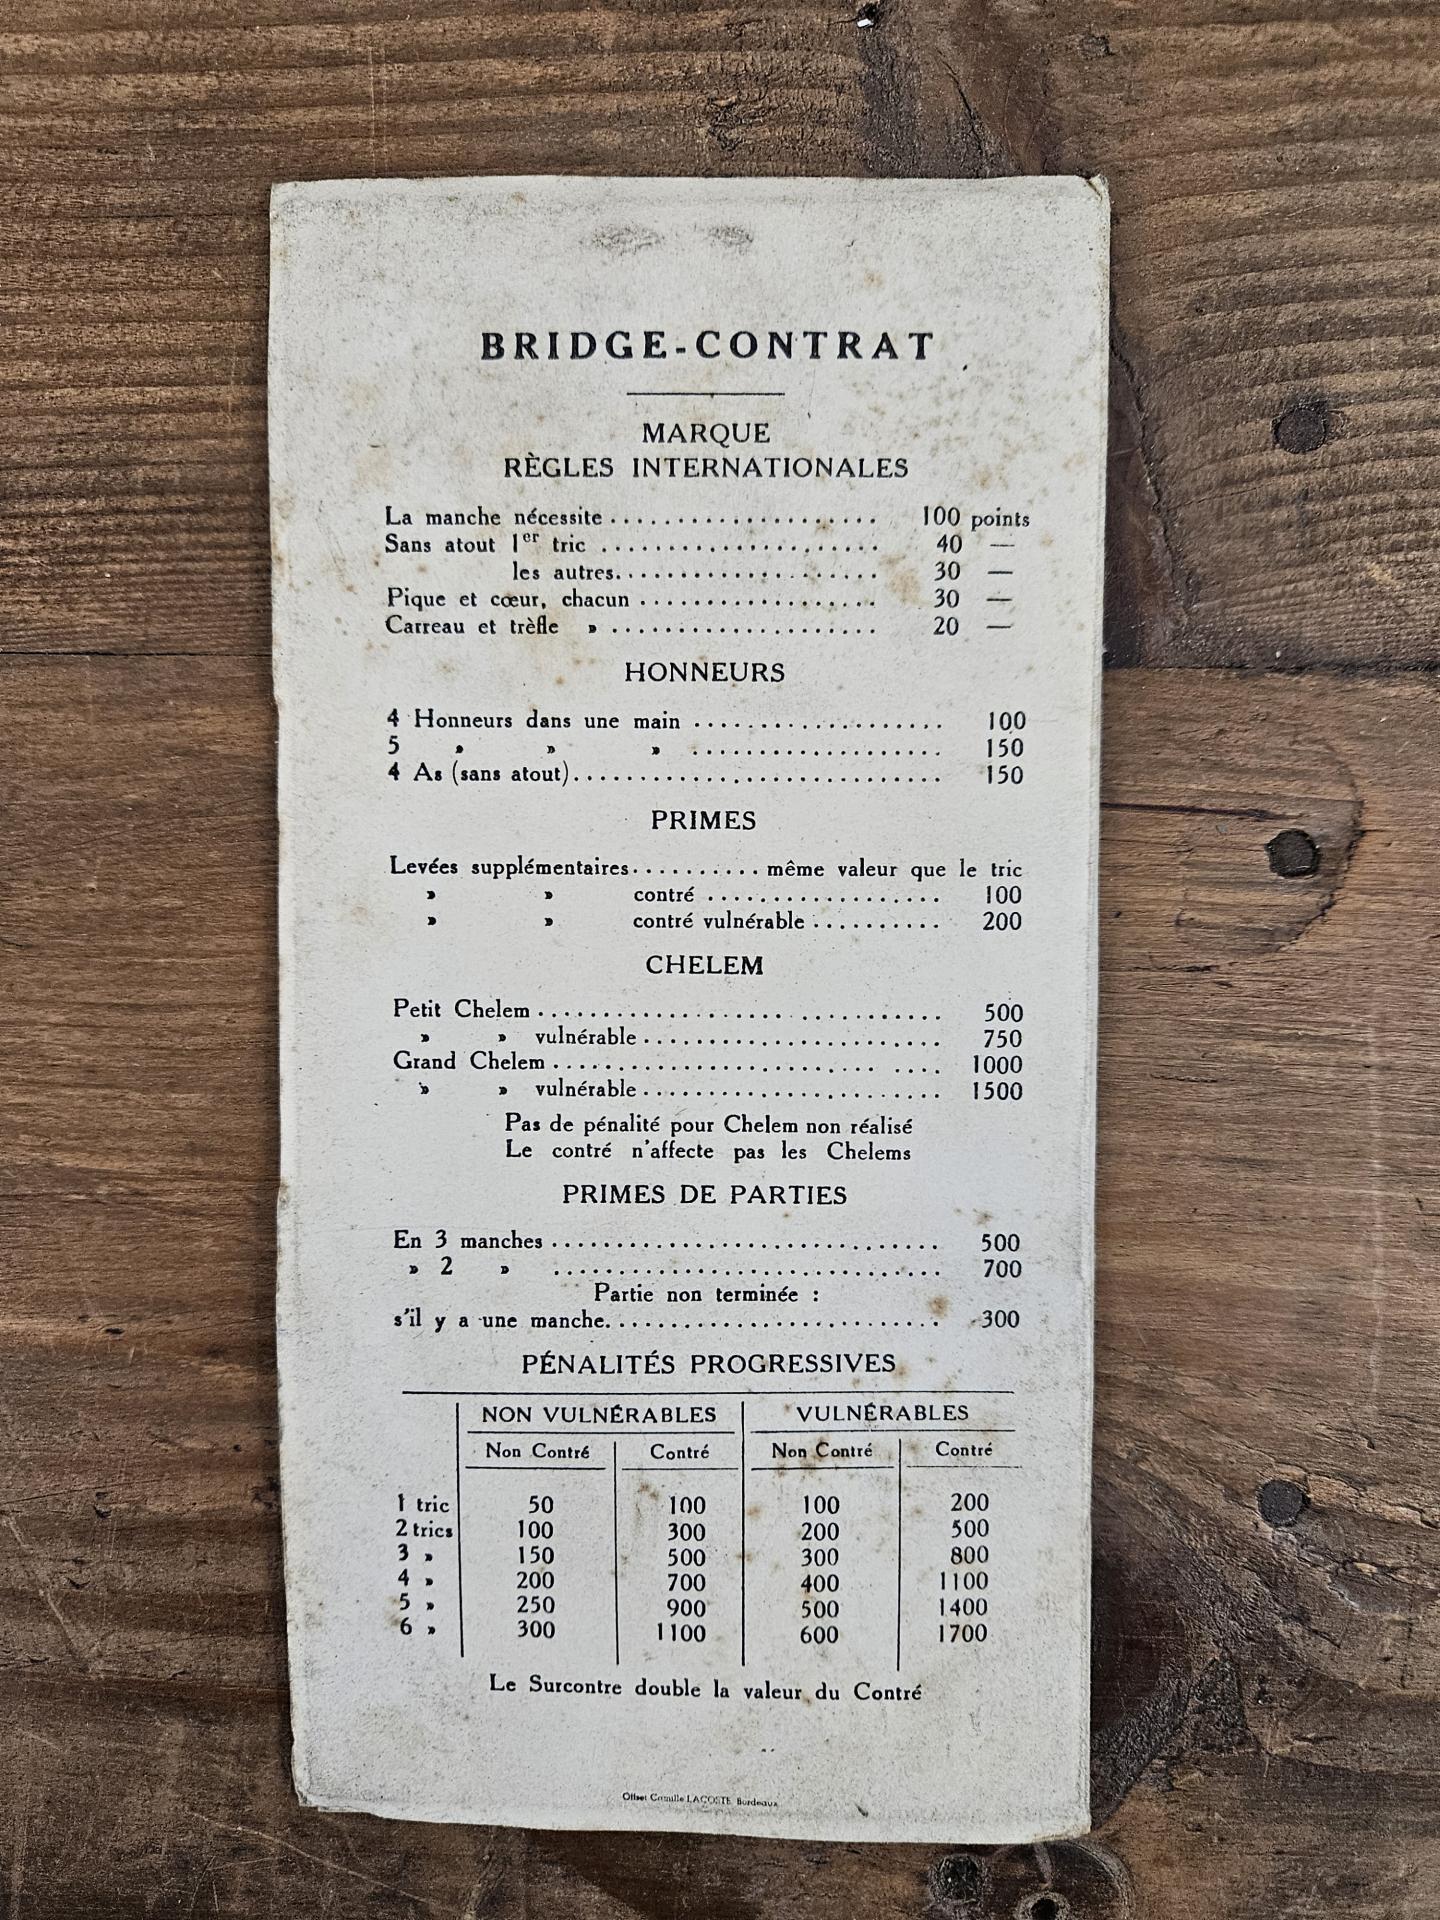 BRIDGE-CONTRAT
MARQUE
RÈGLES INTERNATIONALES
La manche nécessite .................... 100 points
Sans atout 1er tric ..................... 40 —
les autres.................... 30 —
Pique et cœur, chacun .................. 30 —
Carreau et trèfle » .................... 20 —
HONNEURS
4 Honneurs dans une main ................... 100
5 » » » ................... 150
4 As (sans atout)............................ 150
PRIMES
Levées supplémentaires.......... même valeur que le tric
» » contré .................. 100
» » contré vulnérable .......... 200
CHELEM
Petit Chelem ............................... 500
» » vulnérable ....................... 750
Grand Chelem ......................... .... 1000
» » vulnérable ....................... 1500
Pas de pénalité pour Chelem non réalisé
Le contré n'affecte pas les Chelems
PRIMES DE PARTIES
En 3 manches .............................. 500
» 2 » .............................. 700
Partie non terminée :
s'il y a une manche.......................... 300
PÉNALITÉS PROGRESSIVES
NON VULNÉRABLES VULNÉRABLES
Non Contré Contré Non Contré Contré
1 tric 50 100 100 200
2 trics 100 300 200 500
3 » 150 500 300 800
4 » 200 700 400 1100
5 » 250 900 500 1400
6 » 300 1100 600 1700
Le Surcontre double la valeur du Contré
Offset Camille LACOSTE Bordeaux